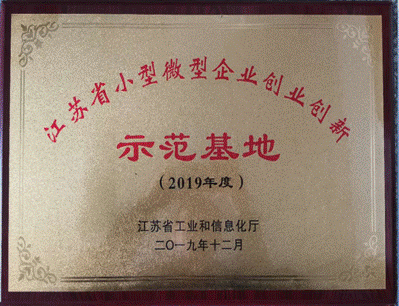 江苏省小型微型企业创业创新
示范基地
（2019年度）
江苏省工业和信息化厅
二〇一九年十二月